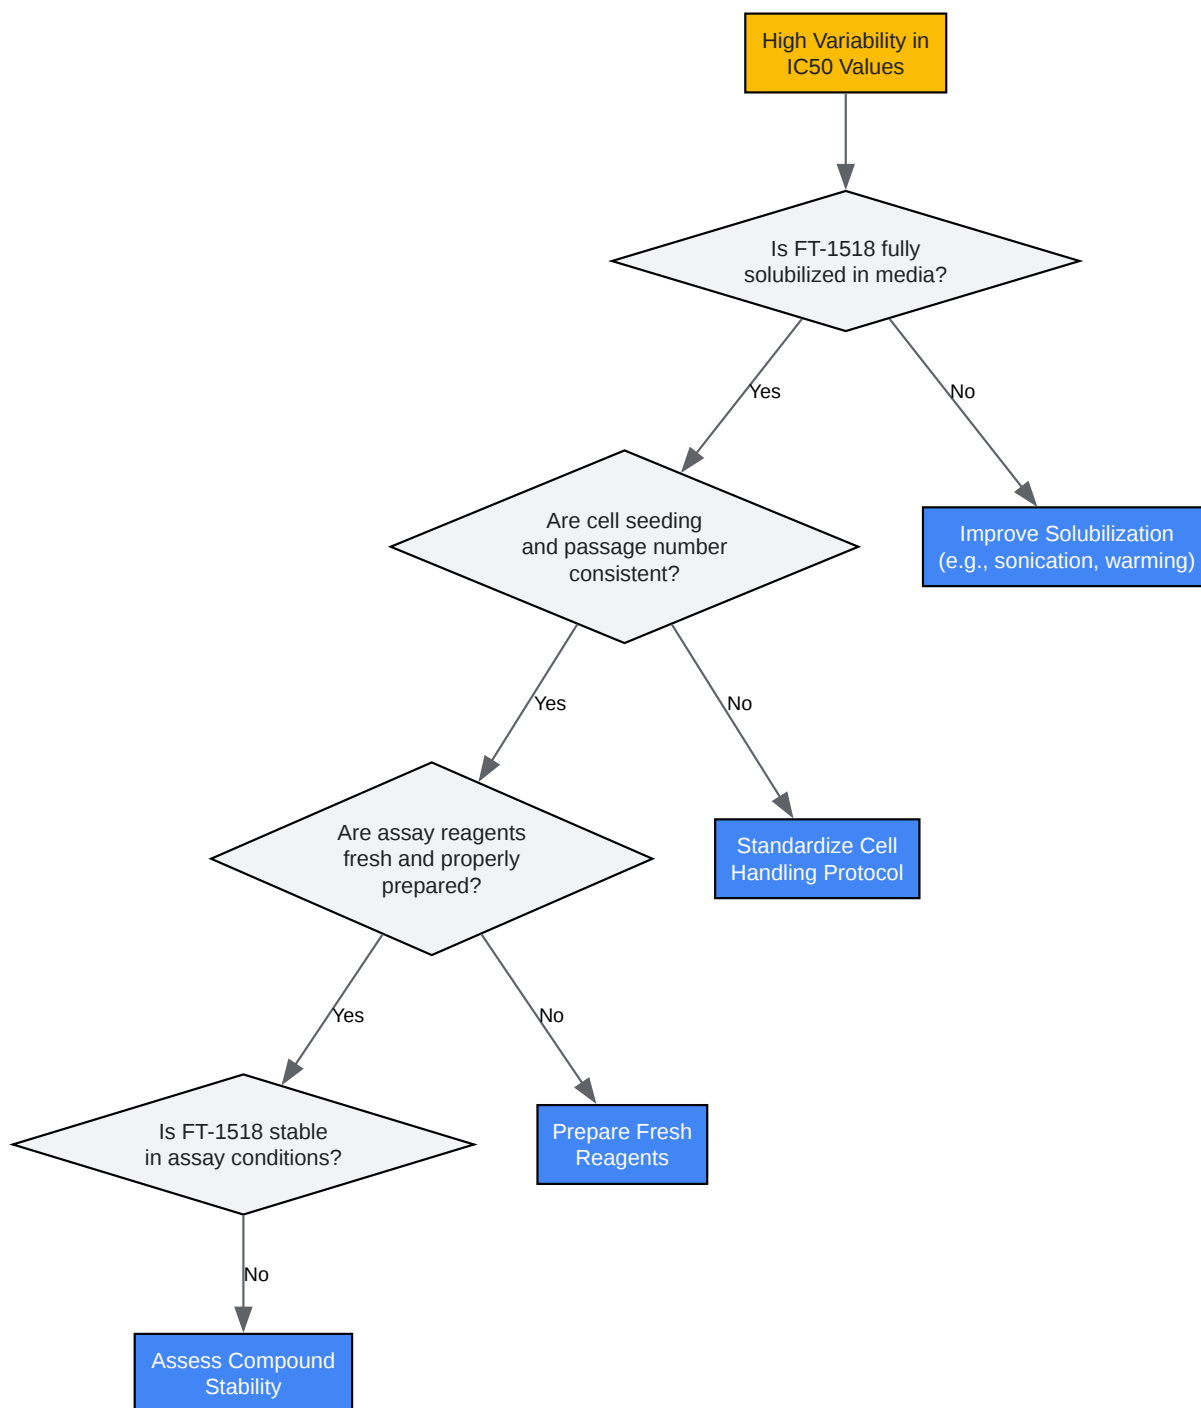 High Variability in
IC50 Values
Is FT-1518 fully
solubilized in media?
Yes
No
Are cell seeding
and passage number
consistent?
Improve Solubilization
(e.g., sonication, warming)
Yes
No
Are assay reagents
fresh and properly
prepared?
Standardize Cell
Handling Protocol
Yes
No
Is FT-1518 stable
in assay conditions?
Prepare Fresh
Reagents
No
Assess Compound
Stability